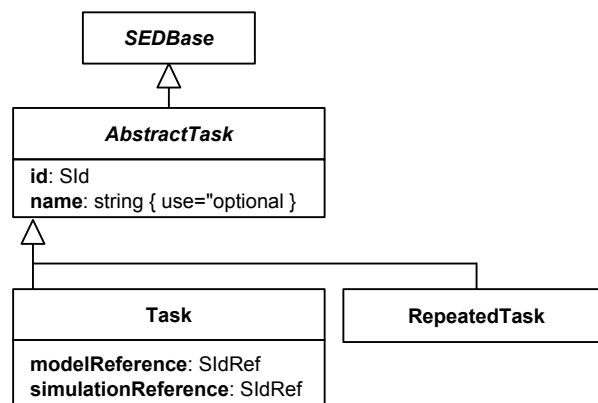 SEDBase
AbstractTask
id: SId
name: string { use="optional }
Task
RepeatedTask
modelReference: SIdRef
simulationReference: SIdRef